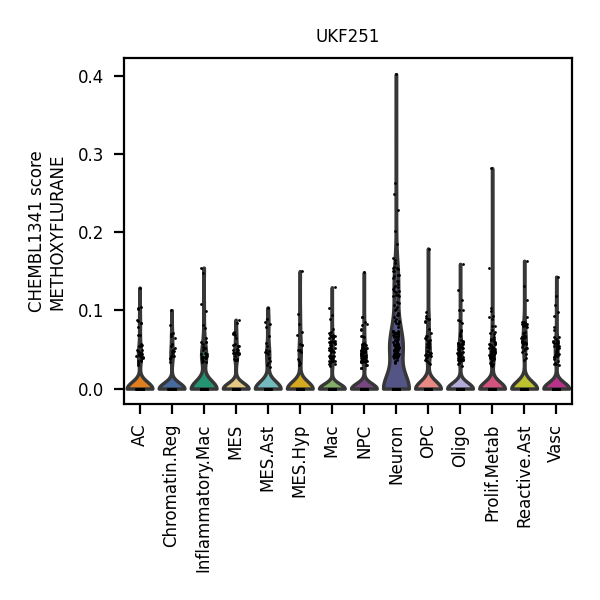 UKF251
CHEMBL1341 score
METHOXYFLURANE
0.4
0.3
0.2
0.1
0.0
AC
Chromatin.Reg
Inflammatory.Mac
MES
MES.Ast
MES.Hyp
Mac
NPC
Neuron
OPC
Oligo
Prolif.Metab
Reactive.Ast
Vasc